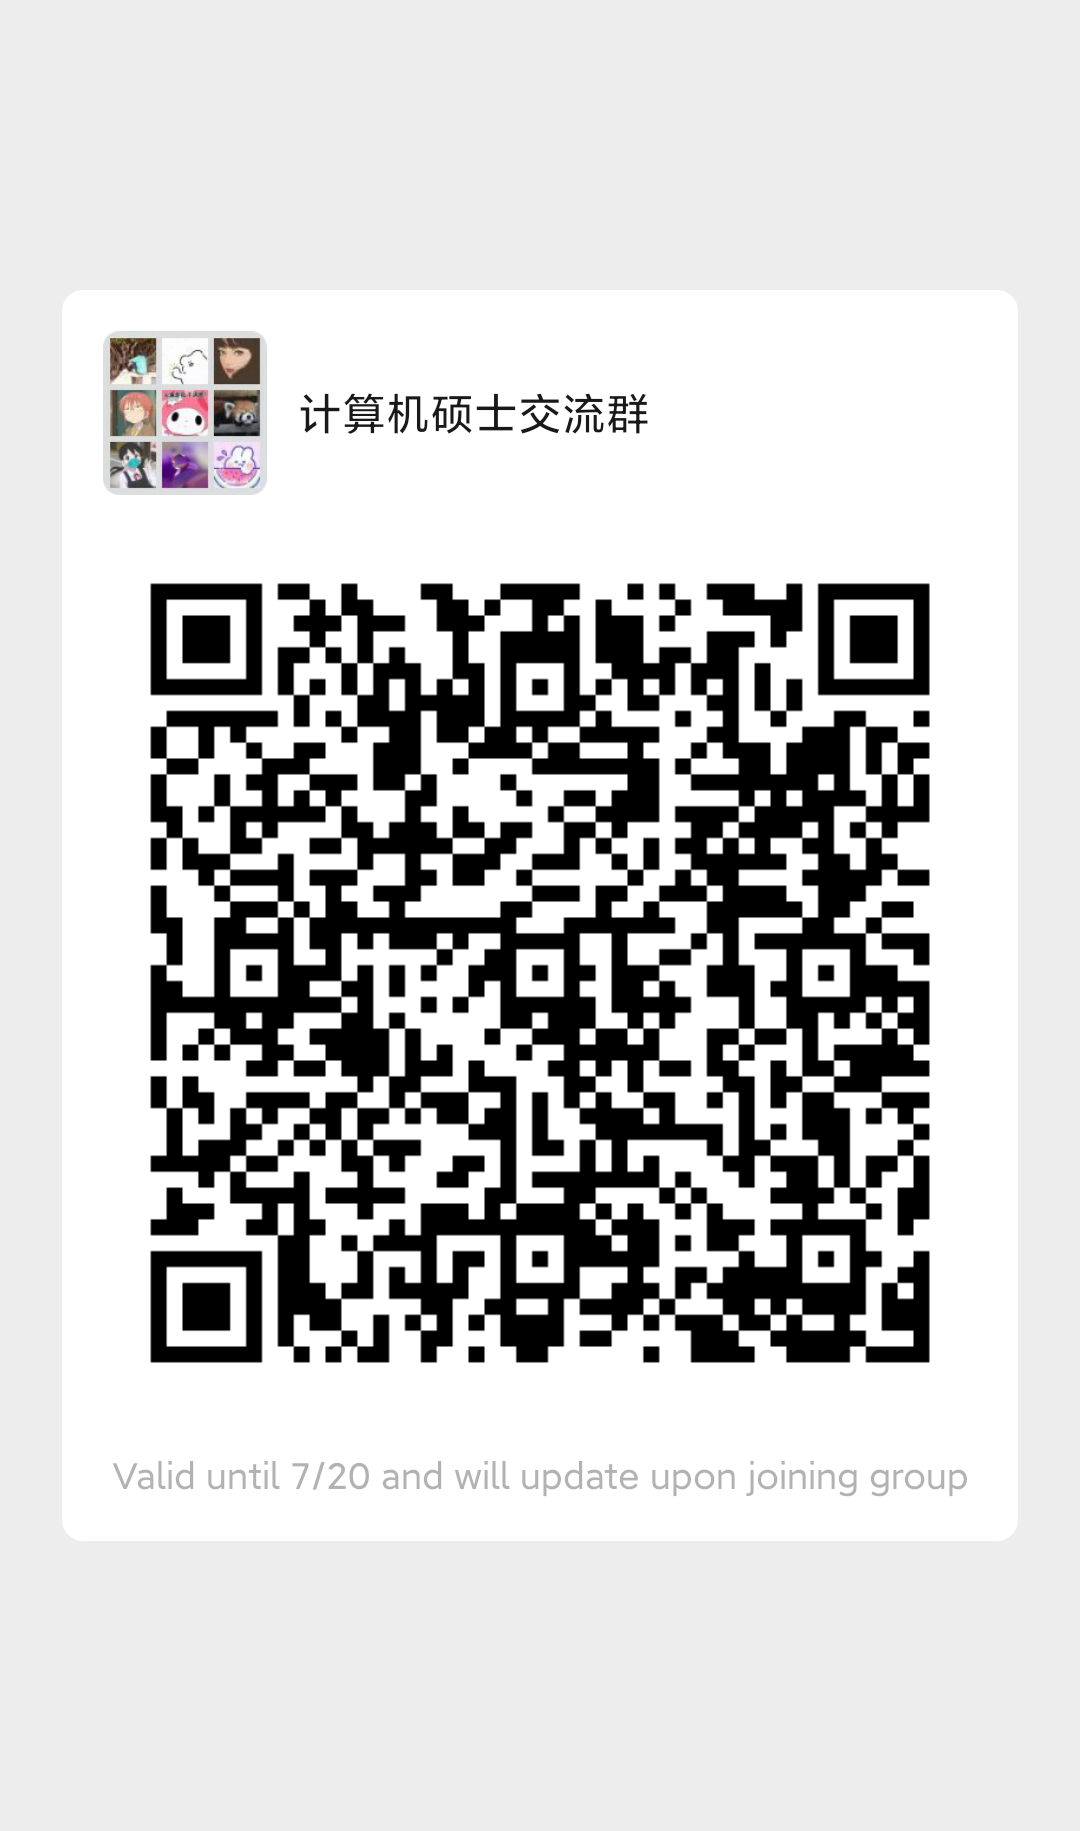 计算机硕士交流群
Valid until 7/20 and will update upon joining group